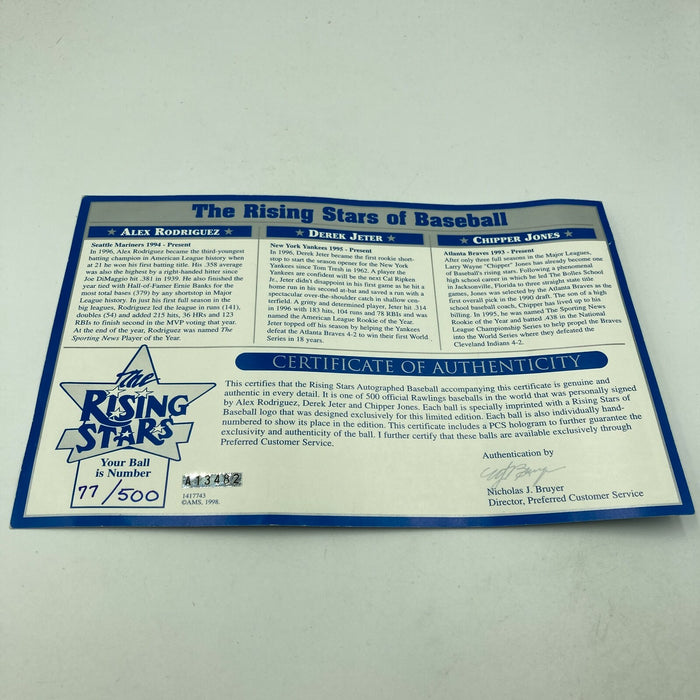 The Rising Stars of Baseball
★ ALEX RODRIGUEZ ★
Seattle Mariners 1994 - Present
In 1996, Alex Rodriguez became the third-youngest
batting champion in American League history when
at 21 he won his first batting title. His .358 average
was also the highest by a right-handed hitter since
Joe DiMaggio hit .381 in 1939. He also finished the
year tied with Hall-of-Famer Ernie Banks for the
most total bases (379) by any shortstop in Major
League history. In just his first full season in the
big leagues, Rodriguez led the league in runs (141),
doubles (54) and added 215 hits, 36 HRs and 123
RBIs to finish second in the MVP voting that year.
At the end of the year, Rodriguez was named The
Sporting News Player of the Year.
★ DEREK JETER ★
New York Yankees 1995 - Present
In 1996, Derek Jeter became the first rookie short-
stop to start the season opener for the New York
Yankees since Tom Tresh in 1962. A player the
Yankees are confident will be the next Cal Ripken
Jr., Jeter didn't disappoint in his first game as he hit a
home run in his second at-bat and saved a run with a
spectacular over-the-shoulder catch in shallow cen-
terfield. A gritty and determined player, Jeter hit .314
in 1996 with 183 hits, 104 runs and 78 RBIs and was
named the American League Rookie of the Year.
Jeter topped off his season by helping the Yankees
defeat the Atlanta Braves 4-2 to win their first World
Series in 18 years.
★ CHIPPER JONES ★
Atlanta Braves 1993 - Present
After only three full seasons in the Major Leagues,
Larry Wayne "Chipper" Jones has already become one
of Baseball's rising stars. Following a phenomenal
high school career in which he led The Bolles School
in Jacksonville, Florida to three straight state title
games, Jones was selected by the Atlanta Braves as the
first overall pick in the 1990 draft. The son of a high
school baseball coach, Chipper has lived up to his
billing. In 1995, he was named The Sporting News
Rookie of the Year and batted .438 in the National
League Championship Series to help propel the Braves
into the World Series where they defeated the
Cleveland Indians 4-2.
CERTIFICATE OF AUTHENTICITY
This certifies that the Rising Stars Autographed Baseball accompanying this certificate is genuine and
authentic in every detail. It is one of 500 official Rawlings baseballs in the world that was personally signed
by Alex Rodriguez, Derek Jeter and Chipper Jones. Each ball is specially imprinted with a Rising Stars of
Baseball logo that was designed exclusively for this limited edition. Each ball is also individually hand-
numbered to show its place in the edition. This certificate includes a PCS hologram to further guarantee the
exclusivity and authenticity of the ball. I further certify that these balls are available exclusively through
Preferred Customer Service.
the
RISING
STARS
Your Ball
is Number
77/500
A13482
1417743
©AMS, 1998.
Authentication by
Nicholas J. Bruyer
Director, Preferred Customer Service